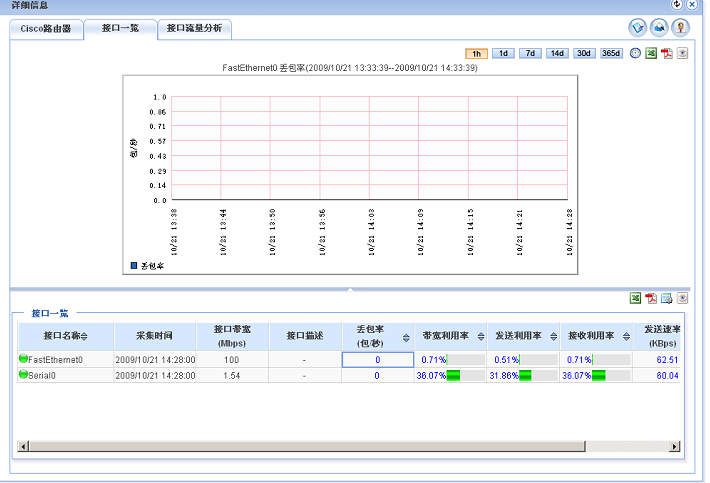 详细信息
Cisco路由器 接口一览 接口流量分析
1h 1d 7d 14d 30d 365d
FastEthernet0 丢包率(2009/10/21 13:33:39--2009/10/21 14:33:39)
包/秒
1.0
0.86
0.71
0.57
0.43
0.29
0.14
0.0
10/21 13:38 10/21 13:44 10/21 13:50 10/21 13:56 10/21 14:03 10/21 14:09 10/21 14:15 10/21 14:21 10/21 14:28
丢包率
接口一览
接口名称 采集时间 接口带宽 接口描述 丢包率 带宽利用率 发送利用率 接收利用率 发送速率
(Mbps) (包/秒) (KBps)
FastEthernet0 2009/10/21 14:28:00 100 - 0 0.71% 0.51% 0.71% 62.51
Serial0 2009/10/21 14:28:00 1.54 - 0 36.07% 31.86% 36.07% 60.04